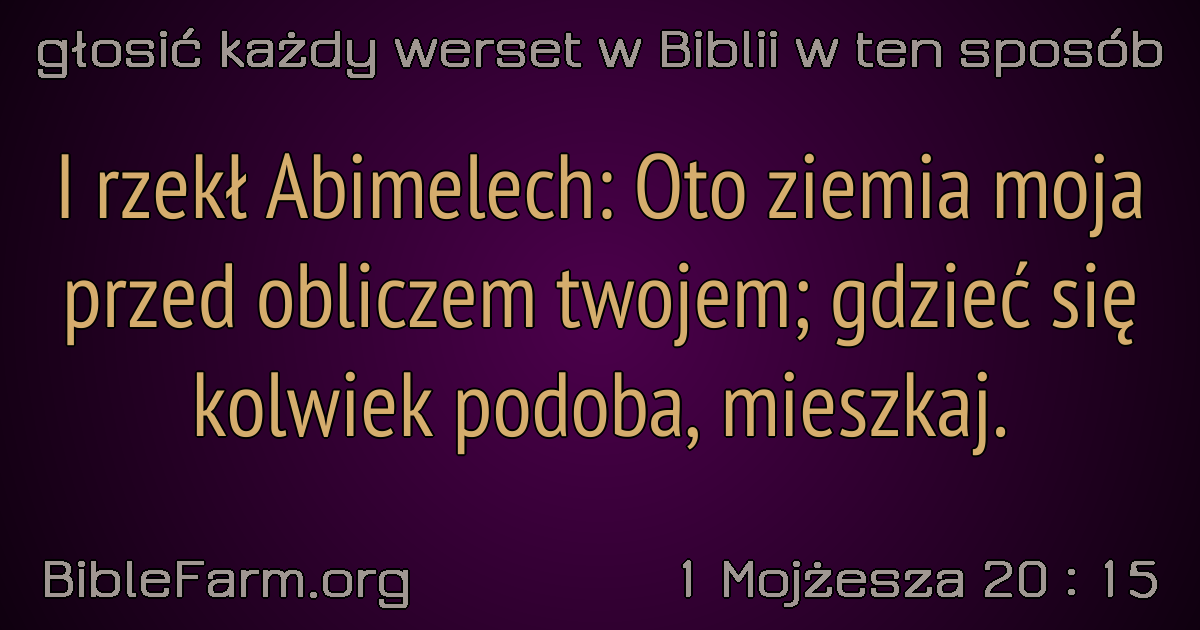 głosić każdy werset w Biblii w ten sposób
I rzekł Abimelech: Oto ziemia moja
przed obliczem twojem; gdzieć się
kolwiek podoba, mieszkaj.
BibleFarm.org
1 Mojżesza 20 : 15